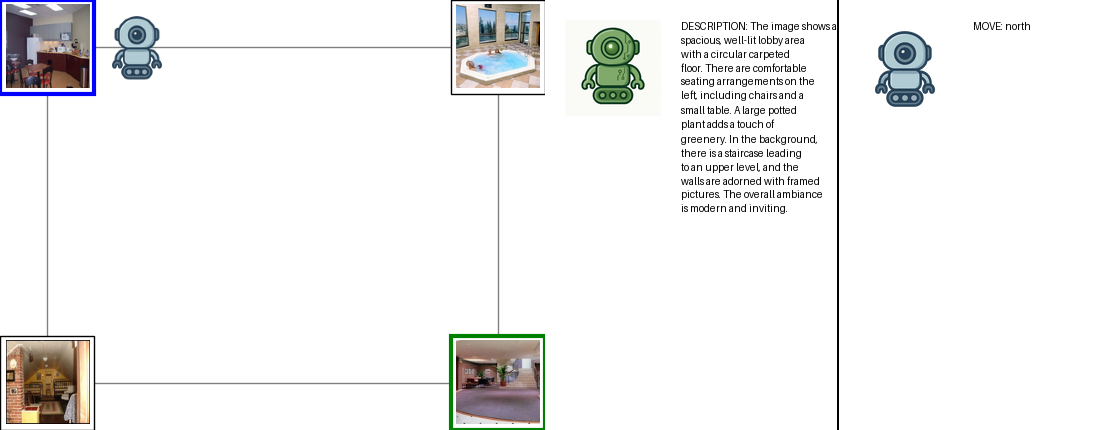 DESCRIPTION: The image shows a
spacious, well-lit lobby area
with a circular carpeted
floor. There are comfortable
seating arrangements on the
left, including chairs and a
small table. A large potted
plant adds a touch of
greenery. In the background,
there is a staircase leading
to an upper level, and the
walls are adorned with framed
pictures. The overall ambiance
is modern and inviting.
MOVE: north